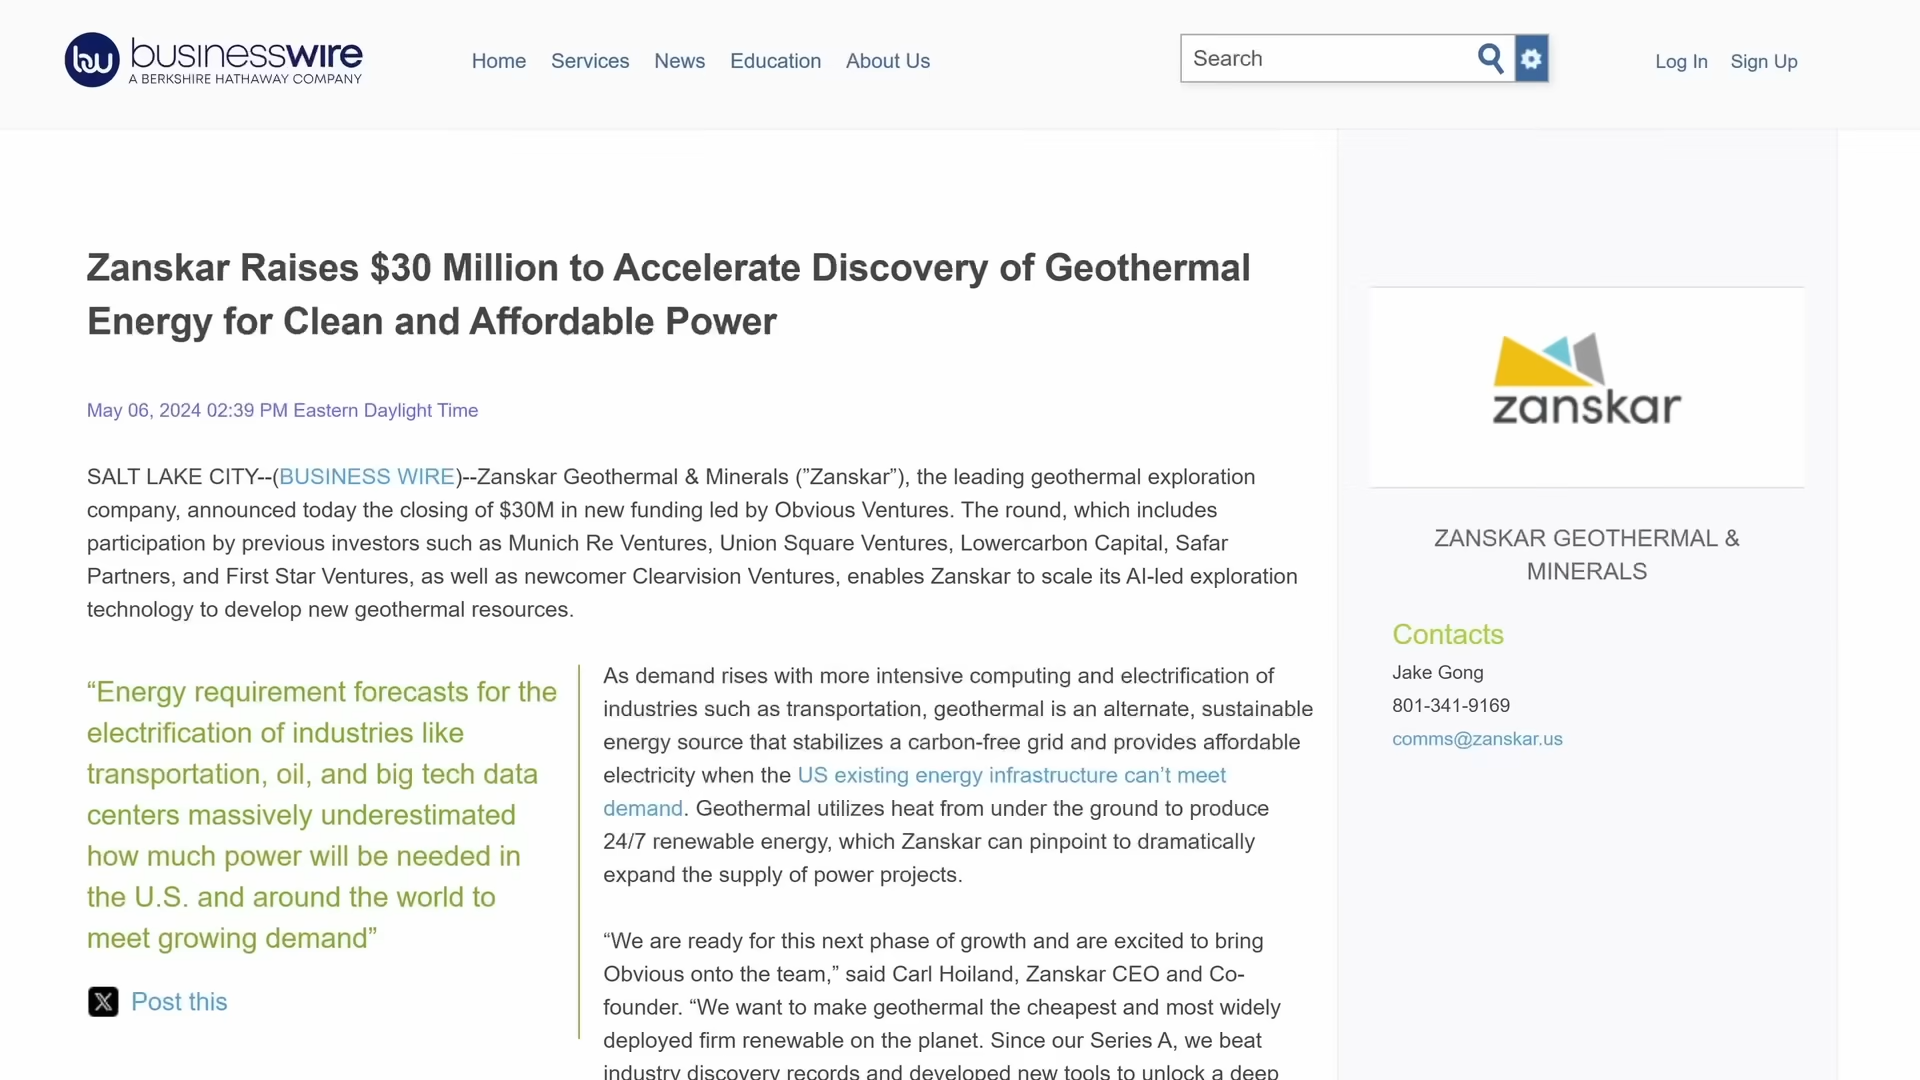 bw businesswire
A BERKSHIRE HATHAWAY COMPANY
Home Services News Education About Us
Search
Log In Sign Up
Zanskar Raises $30 Million to Accelerate Discovery of Geothermal
Energy for Clean and Affordable Power
May 06, 2024 02:39 PM Eastern Daylight Time
SALT LAKE CITY--(BUSINESS WIRE)--Zanskar Geothermal & Minerals (”Zanskar”), the leading geothermal exploration
company, announced today the closing of $30M in new funding led by Obvious Ventures. The round, which includes
participation by previous investors such as Munich Re Ventures, Union Square Ventures, Lowercarbon Capital, Safar
Partners, and First Star Ventures, as well as newcomer Clearvision Ventures, enables Zanskar to scale its AI-led exploration
technology to develop new geothermal resources.
“Energy requirement forecasts for the
electrification of industries like
transportation, oil, and big tech data
centers massively underestimated
how much power will be needed in
the U.S. and around the world to
meet growing demand”
X Post this
As demand rises with more intensive computing and electrification of
industries such as transportation, geothermal is an alternate, sustainable
energy source that stabilizes a carbon-free grid and provides affordable
electricity when the US existing energy infrastructure can’t meet
demand. Geothermal utilizes heat from under the ground to produce
24/7 renewable energy, which Zanskar can pinpoint to dramatically
expand the supply of power projects.
“We are ready for this next phase of growth and are excited to bring
Obvious onto the team,” said Carl Hoiland, Zanskar CEO and Co-
founder. “We want to make geothermal the cheapest and most widely
deployed firm renewable on the planet. Since our Series A, we beat
industry discovery records and developed new tools to unlock a deep
zanskar
ZANSKAR GEOTHERMAL &
MINERALS
Contacts
Jake Gong
801-341-9169
comms@zanskar.us